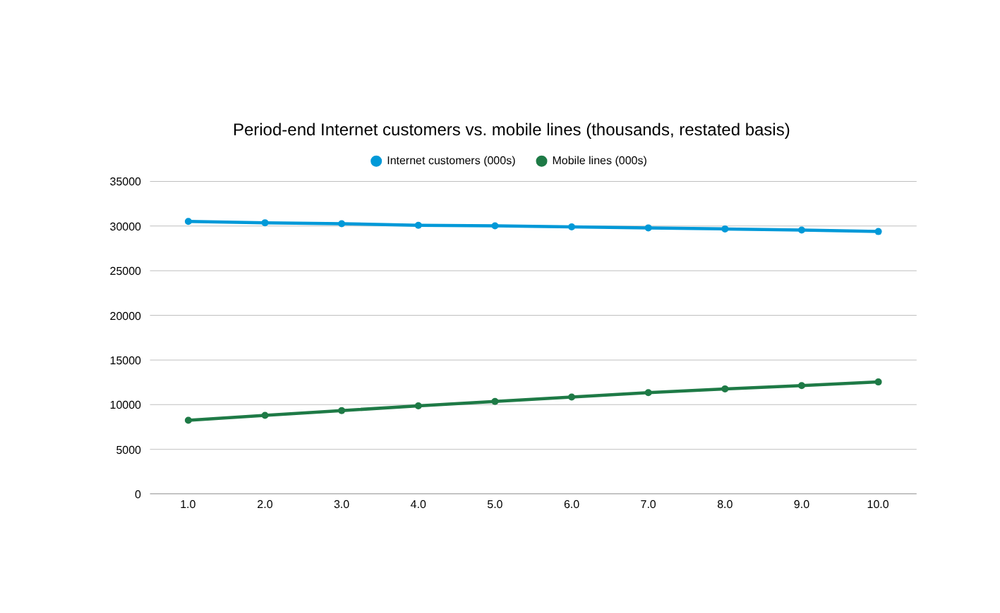 Period-end Internet customers vs. mobile lines (thousands, restated basis)
Internet customers (000s) Mobile lines (000s)
35000
30000
25000
20000
15000
10000
5000
0
1.0 2.0 3.0 4.0 5.0 6.0 7.0 8.0 9.0 10.0